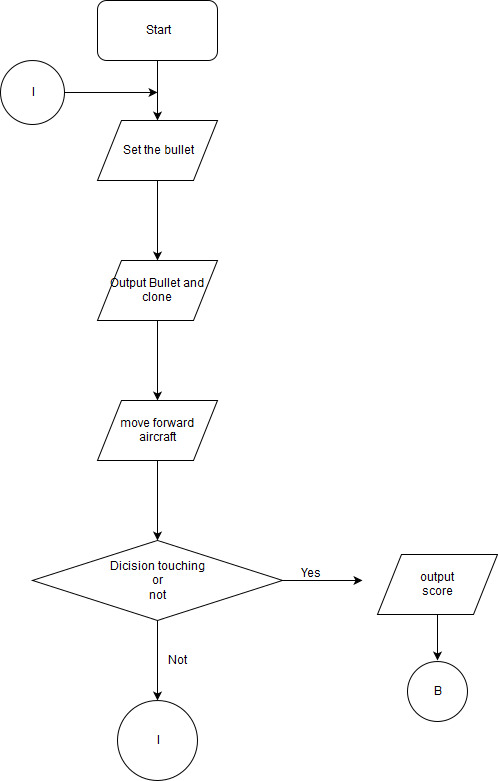 Start
I
Set the bullet
Output Bullet and
clone
move forward
aircraft
Dicision touching
or
not
Yes
output
score
Not
B
I